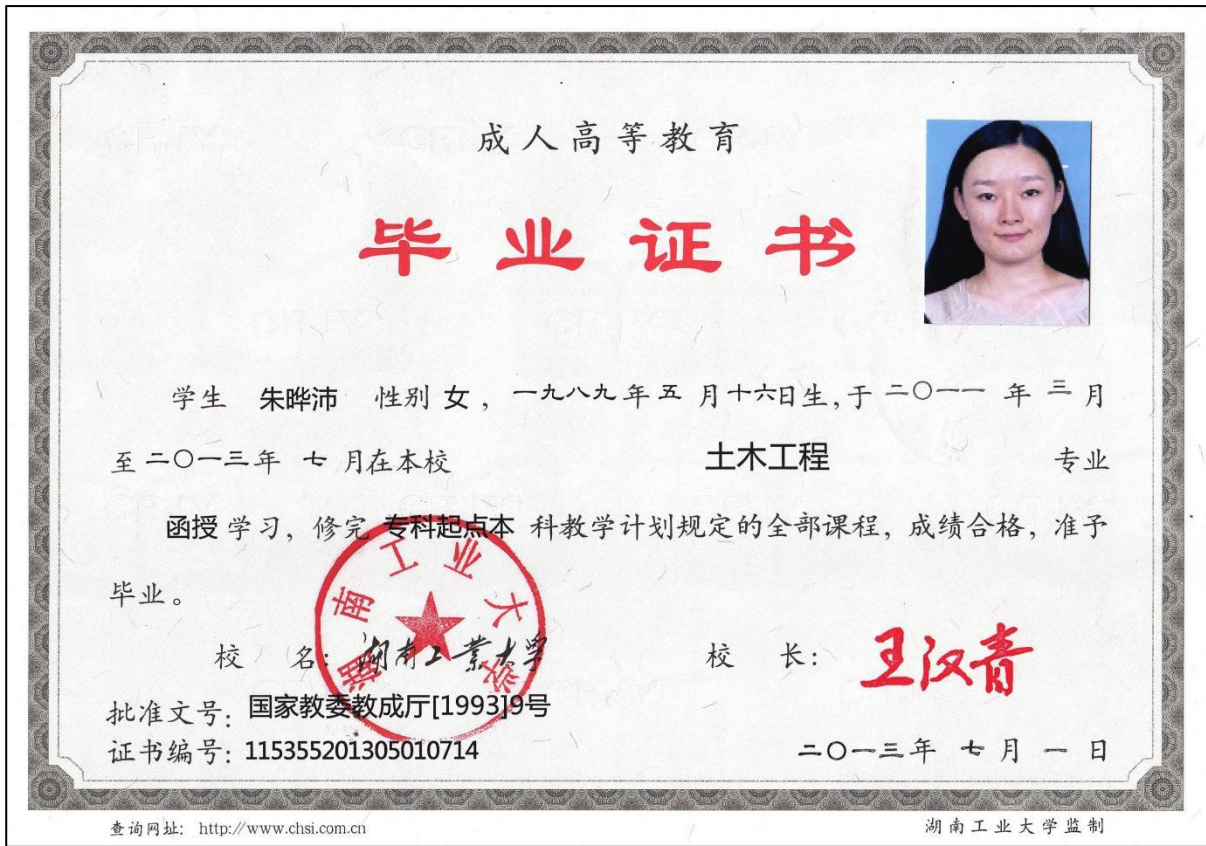 成人高等教育
毕业证书
学生 朱晔沛 性别 女 , 一九八九年 五 月十六日生,于 二〇一一 年 三 月
至 二〇一三年 七 月在本校 土木工程 专业
函授 学习, 修完 专科起点本 科教学计划规定的全部课程, 成绩合格, 准予
毕业。
校 名: 湖南工业大学 校 长: 王汉青
湖南工业大学
批准文号: 国家教委教成厅[1993]9号
证书编号: 115355201305010714 二〇一三年 七 月 一 日
查询网址: http://www.chsi.com.cn 湖南工业大学监制